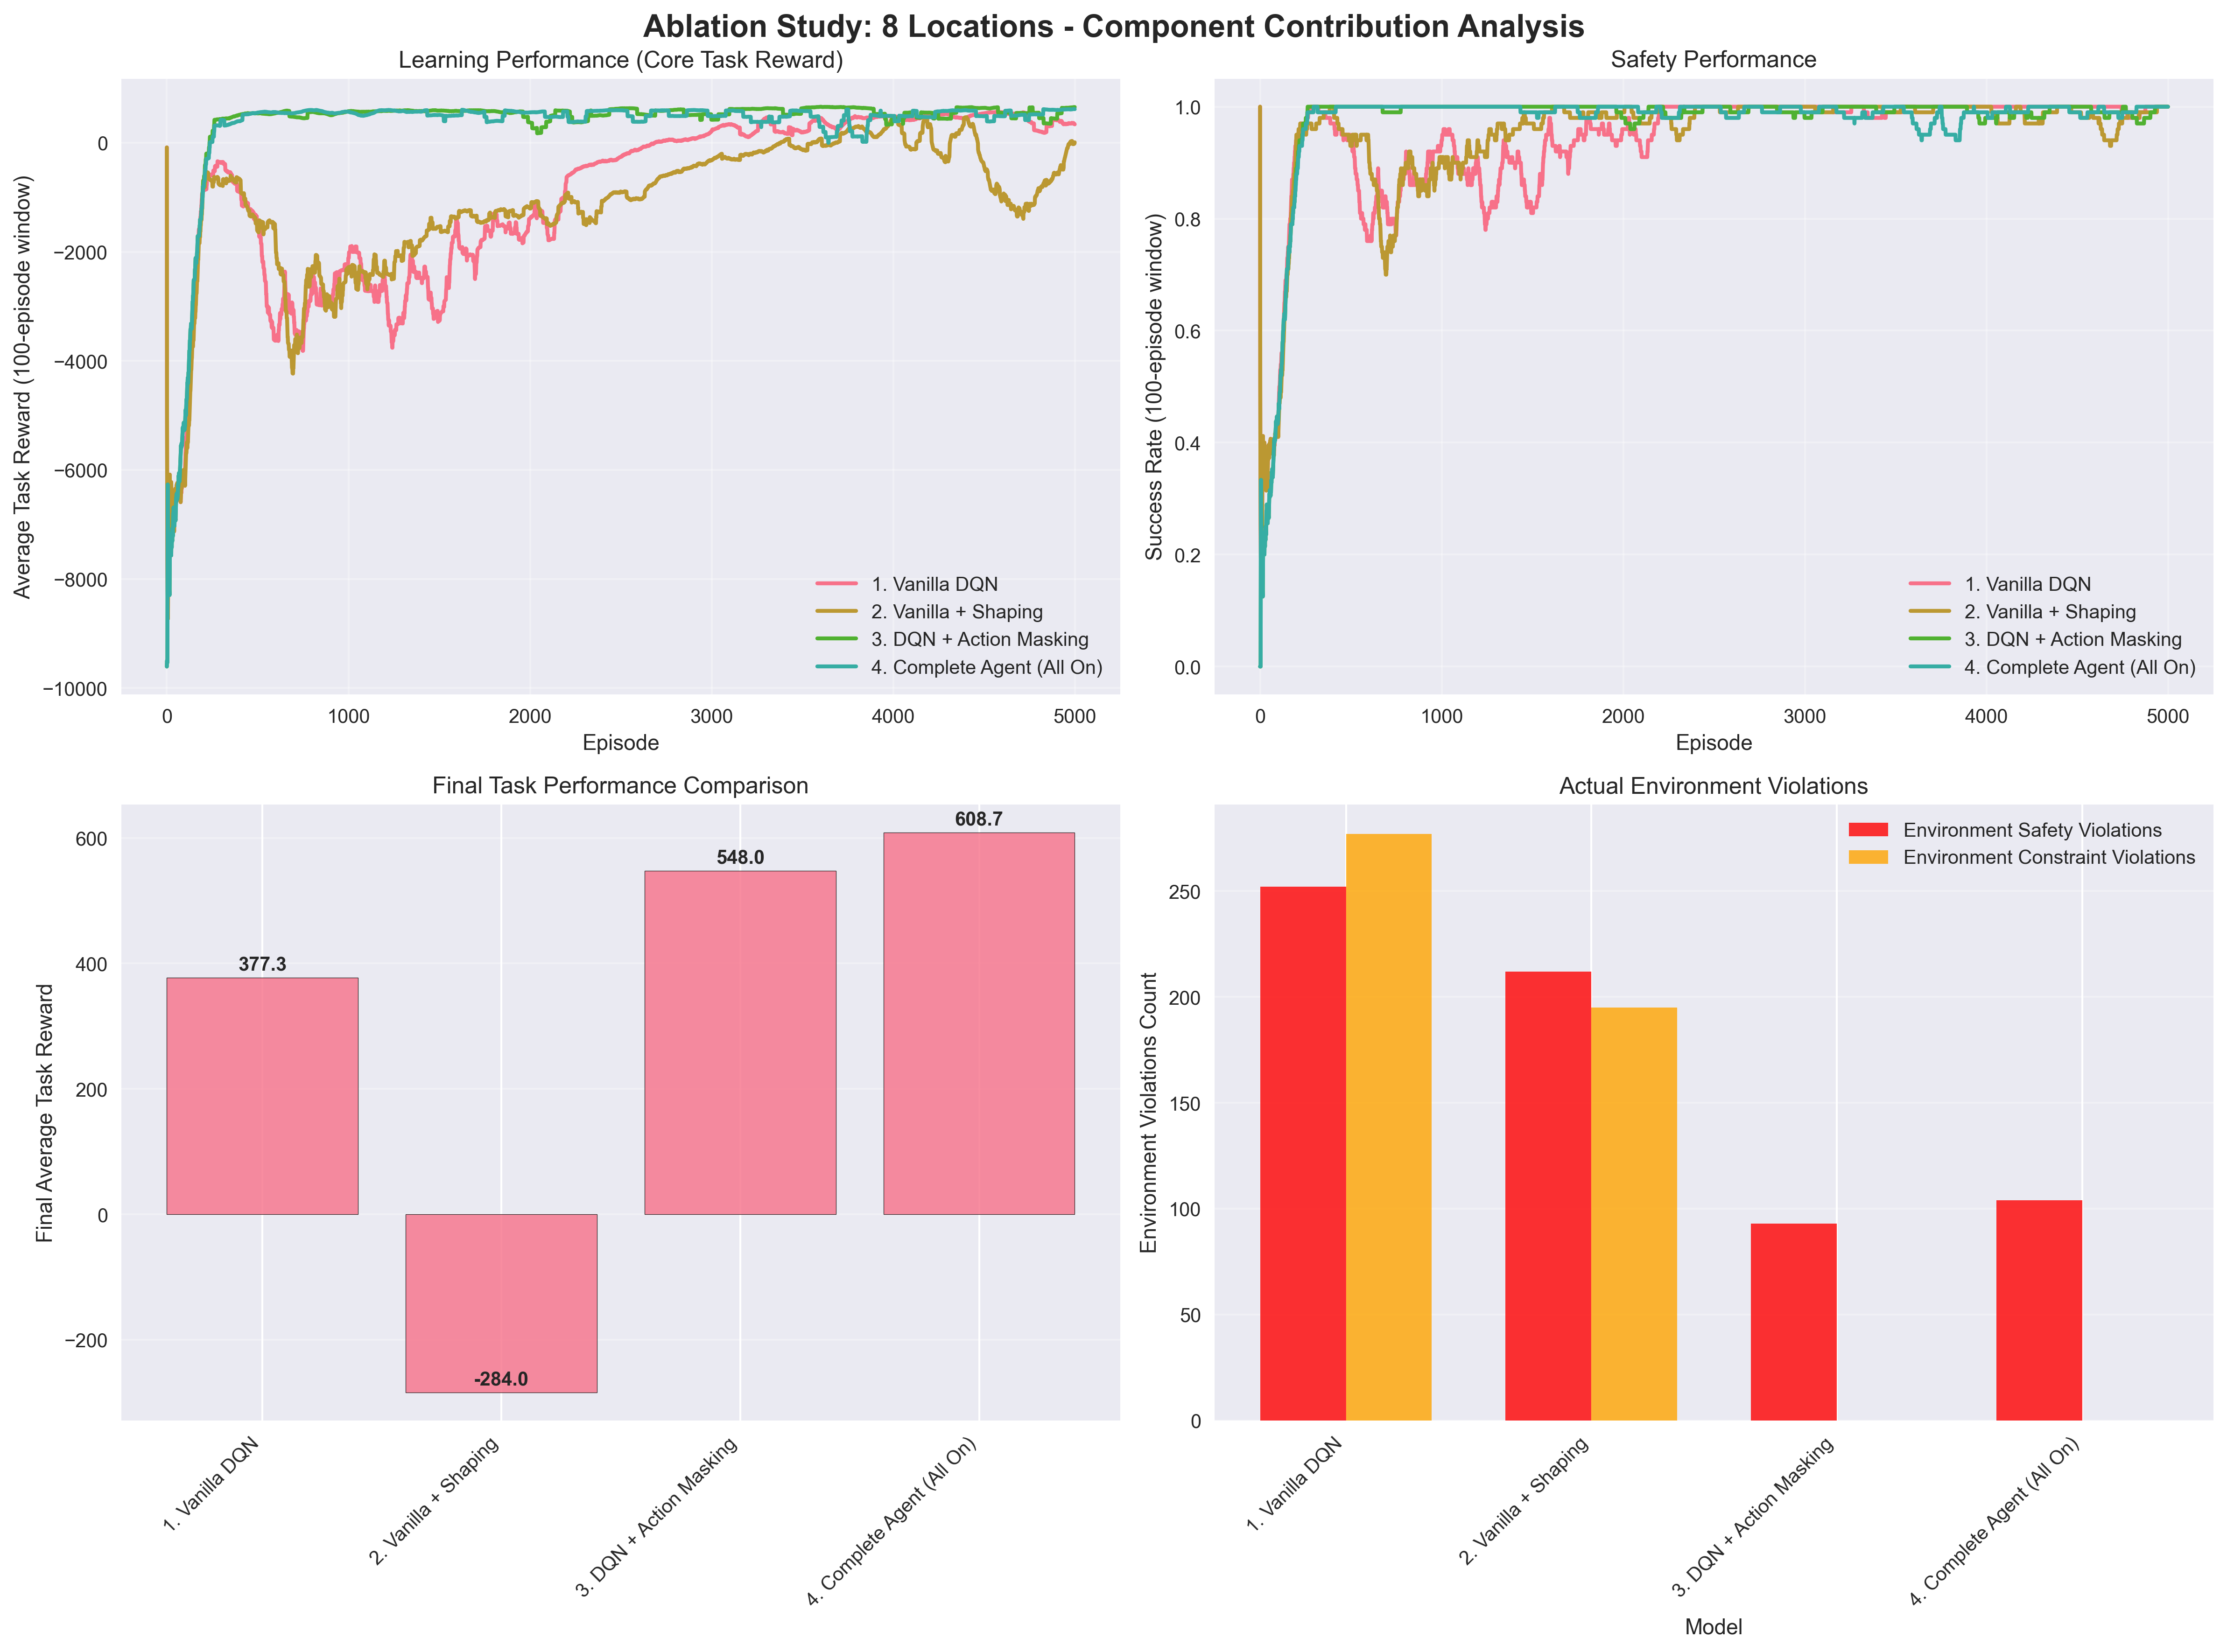 Ablation Study: 8 Locations - Component Contribution Analysis
Learning Performance (Core Task Reward)
Average Task Reward (100-episode window)
0
−2000
−4000
−6000
−8000
−10000
0 1000 2000 3000 4000 5000
Episode
1. Vanilla DQN
2. Vanilla + Shaping
3. DQN + Action Masking
4. Complete Agent (All On)
Safety Performance
Success Rate (100-episode window)
1.0
0.8
0.6
0.4
0.2
0.0
0 1000 2000 3000 4000 5000
Episode
1. Vanilla DQN
2. Vanilla + Shaping
3. DQN + Action Masking
4. Complete Agent (All On)
Final Task Performance Comparison
Final Average Task Reward
600
400
200
0
−200
377.3
-284.0
548.0
608.7
1. Vanilla DQN
2. Vanilla + Shaping
3. DQN + Action Masking
4. Complete Agent (All On)
Actual Environment Violations
Environment Violations Count
250
200
150
100
50
0
Environment Safety Violations
Environment Constraint Violations
1. Vanilla DQN
2. Vanilla + Shaping
3. DQN + Action Masking
4. Complete Agent (All On)
Model